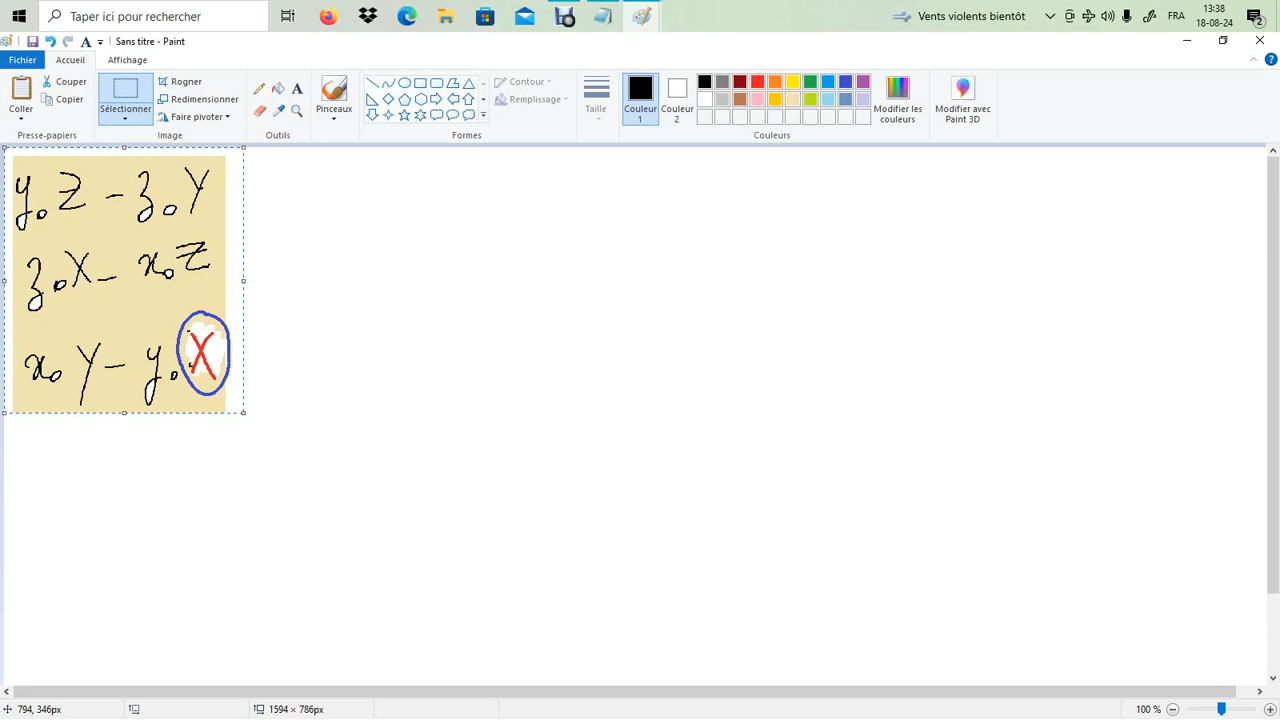 Taper ici pour rechercher
Vents violents bientôt
FRA
13:38
18-08-24
2
Sans titre - Paint
Fichier
Accueil
Affichage
Coller
Couper
Copier
Presse-papiers
Sélectionner
Rogner
Redimensionner
Faire pivoter
Image
A
Outils
Pinceaux
Contour
Remplissage
Formes
Taille
Couleur 1
Couleur 2
Couleurs
Modifier les couleurs
Modifier avec Paint 3D
y₀Z - z₀Y
z₀X - x₀Z
x₀Y - y₀X
794, 346px
1594 × 786px
100 %